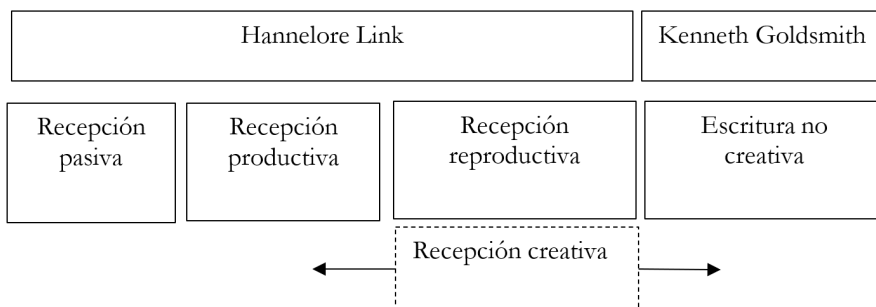 Hannelore Link
Kenneth Goldsmith
Recepción
pasiva
Recepción
productiva
Recepción
reproductiva
Escritura no
creativa
Recepción creativa